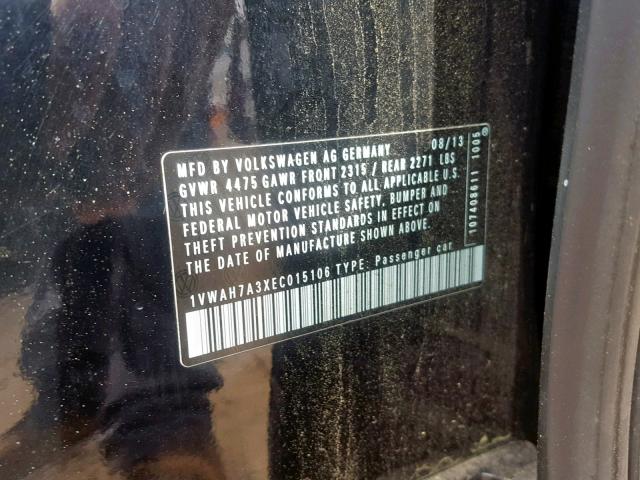 MFD BY VOLKSWAGEN AG GERMANY 08/13
GVWR 4475 GAWR FRONT 2315 / REAR 2271 LBS
THIS VEHICLE CONFORMS TO ALL APPLICABLE U.S.
FEDERAL MOTOR VEHICLE SAFETY, BUMPER AND
THEFT PREVENTION STANDARDS IN EFFECT ON
THE DATE OF MANUFACTURE SHOWN ABOVE.
1VWAH7A3XEC015106 TYPE: Passenger car
107408611 1005®